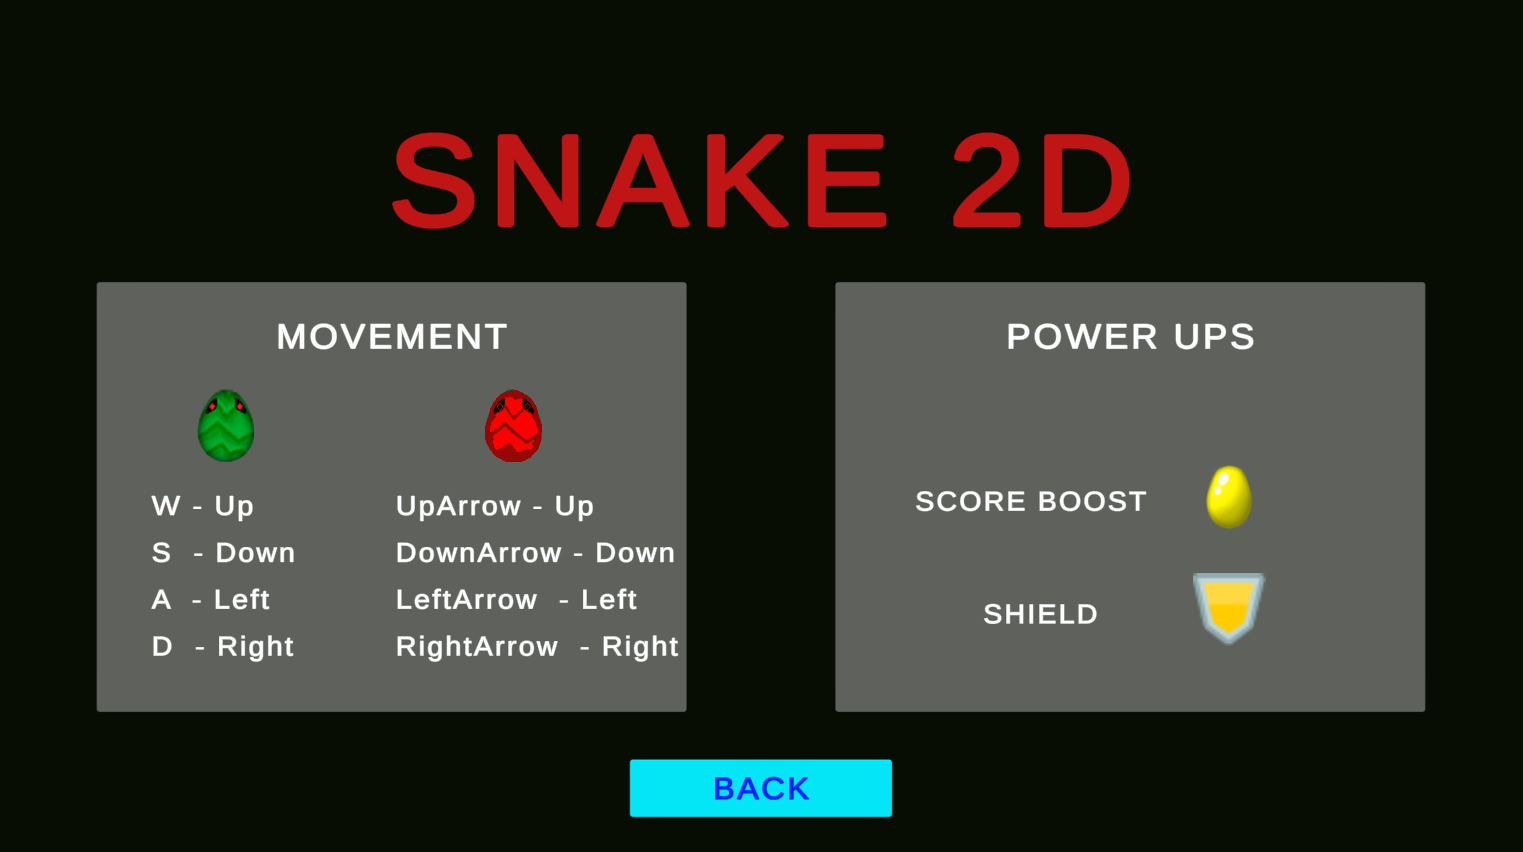 SNAKE 2D
MOVEMENT
W - Up
S - Down
A - Left
D - Right
UpArrow - Up
DownArrow - Down
LeftArrow - Left
RightArrow - Right
POWER UPS
SCORE BOOST
SHIELD
BACK